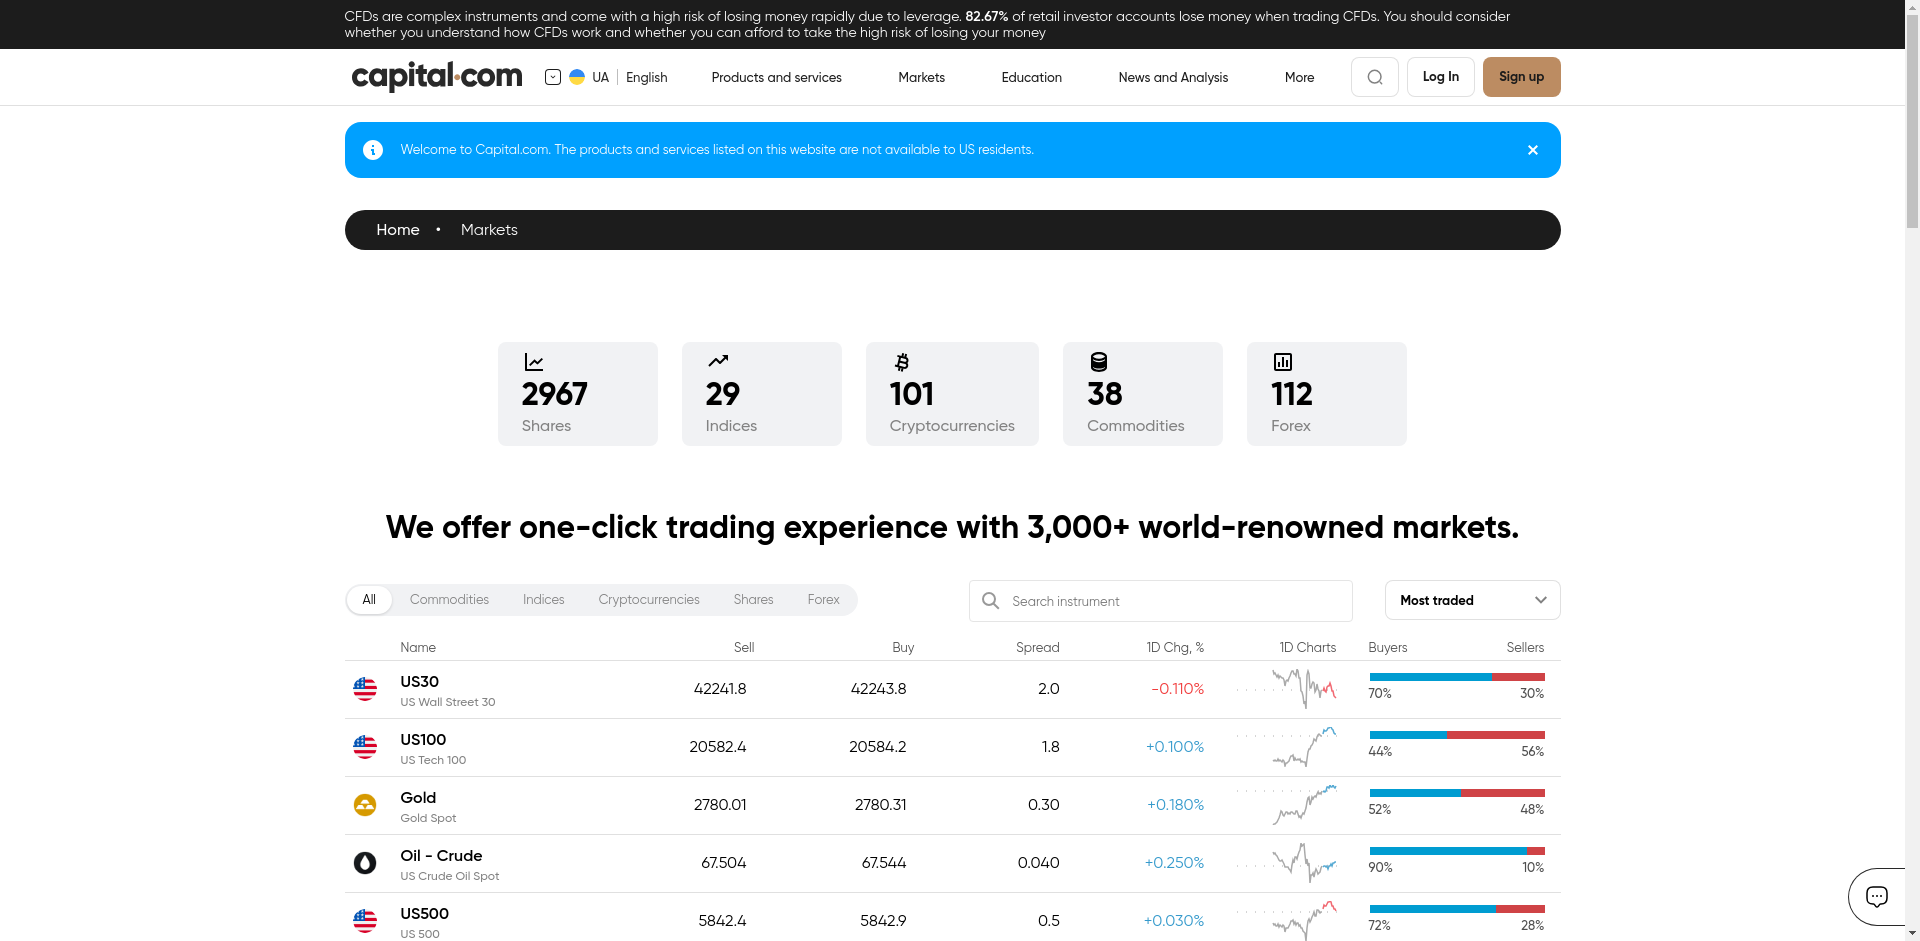 CFDs are complex instruments and come with a high risk of losing money rapidly due to leverage. 82.67% of retail investor accounts lose money when trading CFDs. You should consider
whether you understand how CFDs work and whether you can afford to take the high risk of losing your money
capital.com UA English Products and services Markets Education News and Analysis More Log In Sign up
Welcome to Capital.com. The products and services listed on this website are not available to US residents.
Home • Markets
2967 29 101 38 112
Shares Indices Cryptocurrencies Commodities Forex
We offer one-click trading experience with 3,000+ world-renowned markets.
All Commodities Indices Cryptocurrencies Shares Forex Search instrument Most traded
Name Sell Buy Spread 1D Chg, % 1D Charts Buyers Sellers
US30 42241.8 42243.8 2.0 -0.110% 70% 30%
US Wall Street 30
US100 20582.4 20584.2 1.8 +0.100% 44% 56%
US Tech 100
Gold 2780.01 2780.31 0.30 +0.180% 52% 48%
Gold Spot
Oil - Crude 67.504 67.544 0.040 +0.250% 90% 10%
US Crude Oil Spot
US500 5842.4 5842.9 0.5 +0.030% 72% 28%
US 500